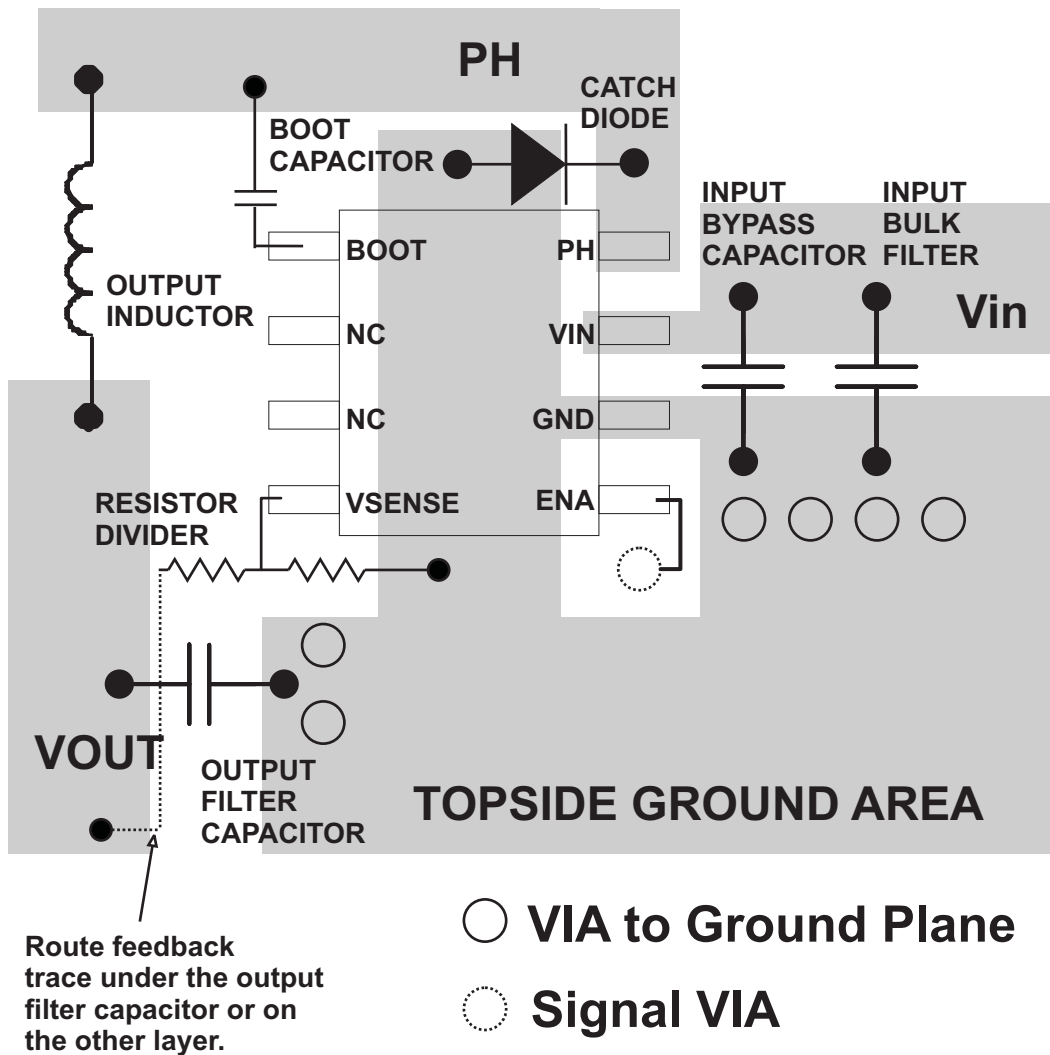 PH
CATCH
DIODE
BOOT
CAPACITOR
INPUT
BYPASS
CAPACITOR
INPUT
BULK
FILTER
BOOT
PH
OUTPUT
INDUCTOR
Vin
NC
VIN
NC
GND
RESISTOR
DIVIDER
VSENSE
ENA
VOUT
OUTPUT
FILTER
CAPACITOR
TOPSIDE GROUND AREA
Route feedback
trace under the output
filter capacitor or on
the other layer.
VIA to Ground Plane
Signal VIA